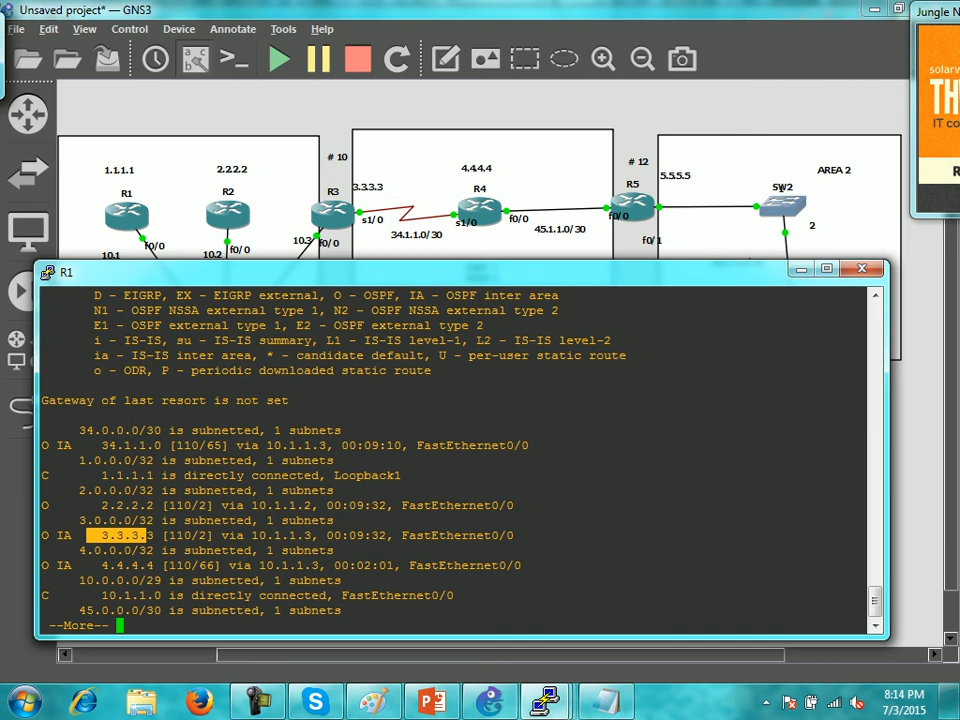 Unsaved project* — GNS3
Jungle N
File Edit View Control Device Annotate Tools Help
solarw
TH
IT co
R
# 10
# 12
1.1.1.1
2.2.2.2
3.3.3.3
4.4.4.4
5.5.5.5
AREA 2
R1
R2
R3
R4
R5
SW2
s1/0
s1/0
f0/0
f0/0
2
34.1.1.0/30
45.1.1.0/30
f0/0
f0/0
f0/0
f0/1
10.1
10.2
10.3
R1
D - EIGRP, EX - EIGRP external, O - OSPF, IA - OSPF inter area
N1 - OSPF NSSA external type 1, N2 - OSPF NSSA external type 2
E1 - OSPF external type 1, E2 - OSPF external type 2
i - IS-IS, su - IS-IS summary, L1 - IS-IS level-1, L2 - IS-IS level-2
ia - IS-IS inter area, * - candidate default, U - per-user static route
o - ODR, P - periodic downloaded static route
Gateway of last resort is not set
34.0.0.0/30 is subnetted, 1 subnets
O IA 34.1.1.0 [110/65] via 10.1.1.3, 00:09:10, FastEthernet0/0
1.0.0.0/32 is subnetted, 1 subnets
C 1.1.1.1 is directly connected, Loopback1
2.0.0.0/32 is subnetted, 1 subnets
O 2.2.2.2 [110/2] via 10.1.1.2, 00:09:32, FastEthernet0/0
3.0.0.0/32 is subnetted, 1 subnets
O IA 3.3.3.3 [110/2] via 10.1.1.3, 00:09:32, FastEthernet0/0
4.0.0.0/32 is subnetted, 1 subnets
O IA 4.4.4.4 [110/66] via 10.1.1.3, 00:02:01, FastEthernet0/0
10.0.0.0/29 is subnetted, 1 subnets
C 10.1.1.0 is directly connected, FastEthernet0/0
45.0.0.0/30 is subnetted, 1 subnets
--More--
8:14 PM
7/3/2015